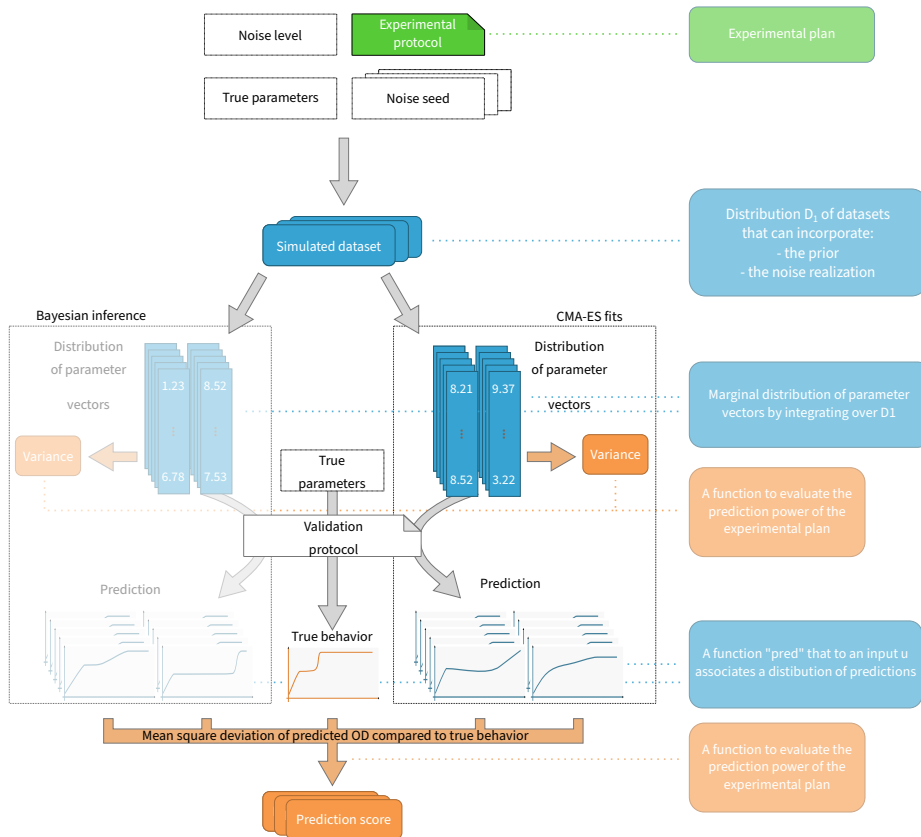 Noise level
Experimental
protocol
Experimental plan
True parameters
Noise seed
Simulated dataset
Distribution D₁ of datasets
that can incorporate:
- the prior
- the noise realization
Bayesian inference
CMA-ES fits
Distribution
of parameter
vectors
1.23
8.52
⋮
⋮
6.78
7.53
Variance
Distribution
of parameter
vectors
8.21
9.37
⋮
⋮
8.52
3.22
Variance
Marginal distribution of parameter
vectors by integrating over D1
True
parameters
A function to evaluate the
prediction power of the
experimental plan
Validation
protocol
Prediction
Prediction
True behavior
A function "pred" that to an input u
associates a distibution of predictions
Mean square deviation of predicted OD compared to true behavior
A function to evaluate the
prediction power of the
experimental plan
Prediction score